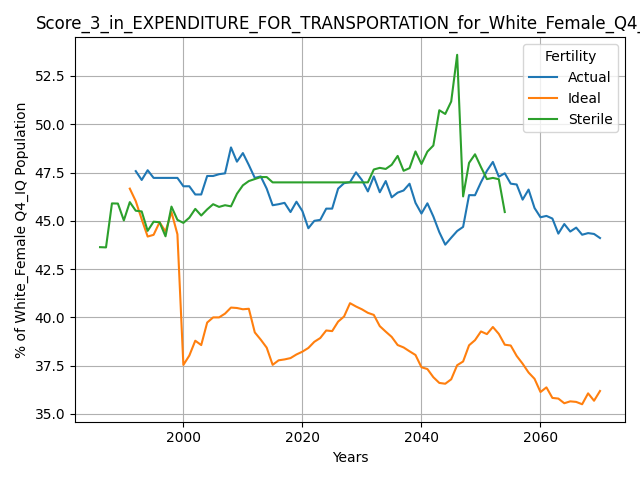 Score_3_in_EXPENDITURE_FOR_TRANSPORTATION_for_White_Female_Q4_
Fertility
Actual
Ideal
Sterile
% of White_Female Q4_IQ Population
52.5
50.0
47.5
45.0
42.5
40.0
37.5
35.0
2000
2020
2040
2060
Years